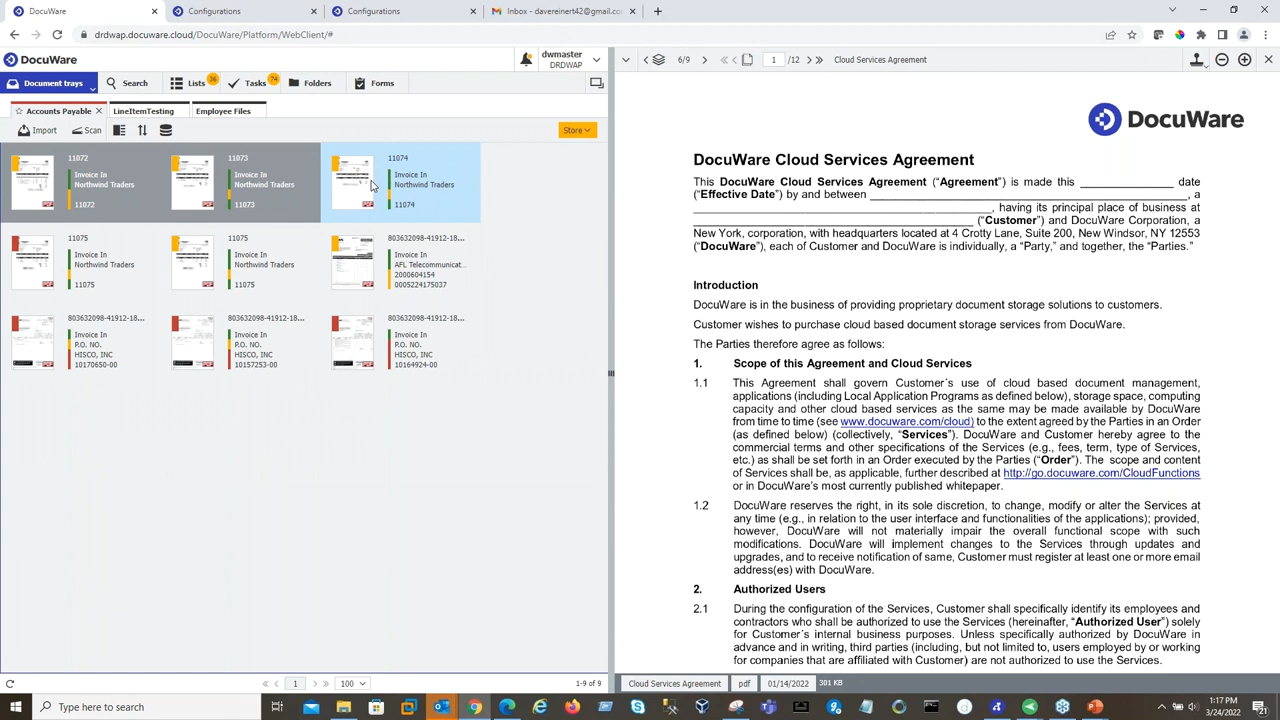 DocuWare
Configurations
Configurations
Inbox - davereinert42@gmail.com
drdwap.docuware.cloud/DocuWare/Platform/WebClient/#
DocuWare
dwmaster
DRDWAP
6/9
1
/12
Cloud Services Agreement
Document trays
Search
Lists
36
Tasks
74
Folders
Forms
Accounts Payable
LineItemTesting
Employee Files
Import
Scan
Store
11072
Invoice In
Northwind Traders
11072
11073
Invoice In
Northwind Traders
11073
11074
Invoice In
Northwind Traders
11074
11075
Invoice In
Northwind Traders
11075
11075
Invoice In
Northwind Traders
11075
803632098-41912-18...
Invoice In
AFL Telecommunicat...
2000604154
0005224175037
803632098-41912-18...
Invoice In
P.O. NO.
HISCO, INC
10170650-00
803632098-41912-18...
Invoice In
P.O. NO.
HISCO, INC
10157253-00
803632098-41912-18...
Invoice In
P.O. NO.
HISCO, INC
10164924-00
1
100
1-9 of 9
DocuWare
DocuWare Cloud Services Agreement
This DocuWare Cloud Services Agreement (“Agreement”) is made this ______________ date
(“Effective Date”) by and between ________________________________________________, a
_____________________________________________, having its principal place of business at
__________________________________________ (“Customer”) and DocuWare Corporation, a
New York, corporation, with headquarters located at 4 Crotty Lane, Suite 200, New Windsor, NY 12553
(“DocuWare”), each of Customer and DocuWare is individually, a “Party,” and together, the “Parties.”
Introduction
DocuWare is in the business of providing proprietary document storage solutions to customers.
Customer wishes to purchase cloud based document storage services from DocuWare.
The Parties therefore agree as follows:
1. Scope of this Agreement and Cloud Services
1.1 This Agreement shall govern Customer´s use of cloud based document management,
applications (including Local Application Programs as defined below), storage space, computing
capacity and other cloud based services as the same may be made available by DocuWare
from time to time (see www.docuware.com/cloud) to the extent agreed by the Parties in an Order
(as defined below) (collectively, “Services”). DocuWare and Customer hereby agree to the
commercial terms and other specifications of the Services (e.g., fees, term, type of Services,
etc.) as shall be set forth in an Order executed by the Parties (“Order”). The scope and content
of Services shall be, as applicable, further described at http://go.docuware.com/CloudFunctions
or in DocuWare’s most currently published whitepaper.
1.2 DocuWare reserves the right, in its sole discretion, to change, modify or alter the Services at
any time (e.g., in relation to the user interface and functionalities of the applications); provided,
however, DocuWare will not materially impair the overall functional scope with such
modifications. DocuWare will implement changes to the Services through updates and
upgrades, and to receive notification of same, Customer must register at least one or more email
address(es) with DocuWare.
2. Authorized Users
2.1 During the configuration of the Services, Customer shall specifically identify its employees and
contractors who shall be authorized to use the Services (hereinafter, “Authorized User”) solely
for Customer´s internal business purposes. Unless specifically authorized by DocuWare in
advance and in writing, third parties (including, but not limited to, users employed by or working
for companies that are affiliated with Customer) are not authorized to use the Services.
Cloud Services Agreement
pdf
01/14/2022
301 KB
Type here to search
1:17 PM
3/24/2022